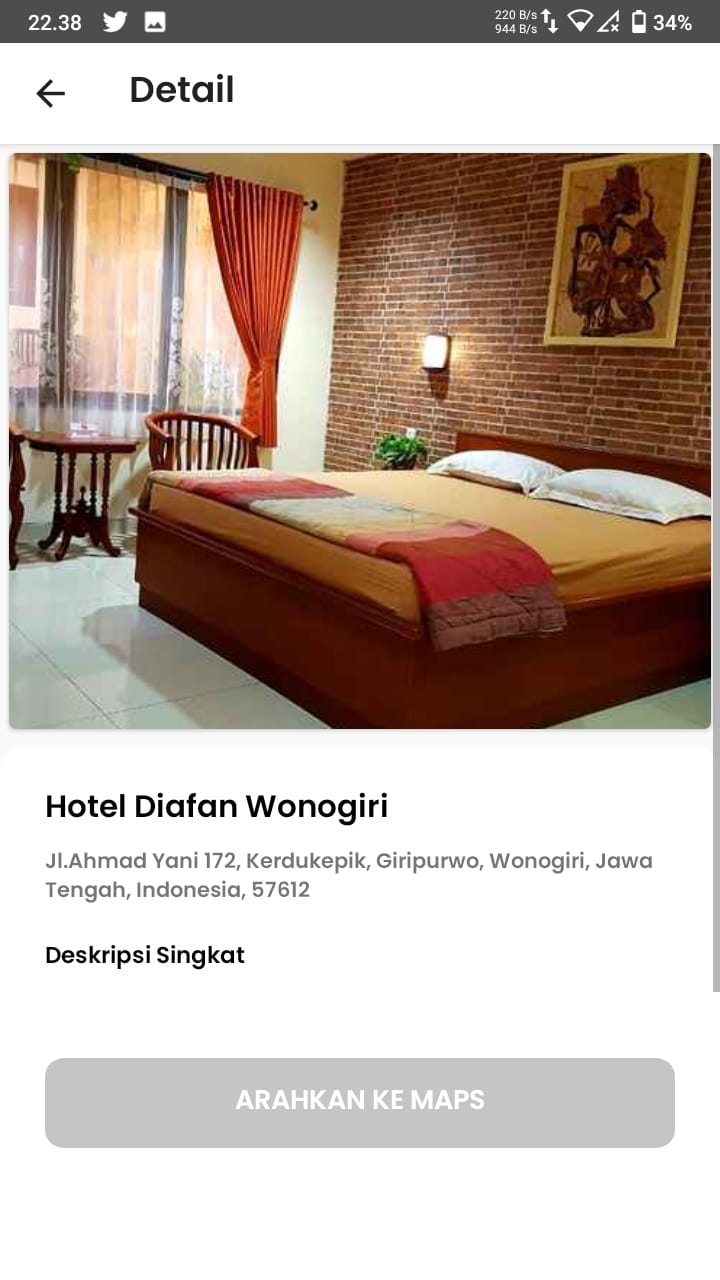 22.38
220 B/s
944 B/s
34%
Detail
Hotel Diafan Wonogiri
Jl.Ahmad Yani 172, Kerdukepik, Giripurwo, Wonogiri, Jawa
Tengah, Indonesia, 57612
Deskripsi Singkat
ARAHKAN KE MAPS